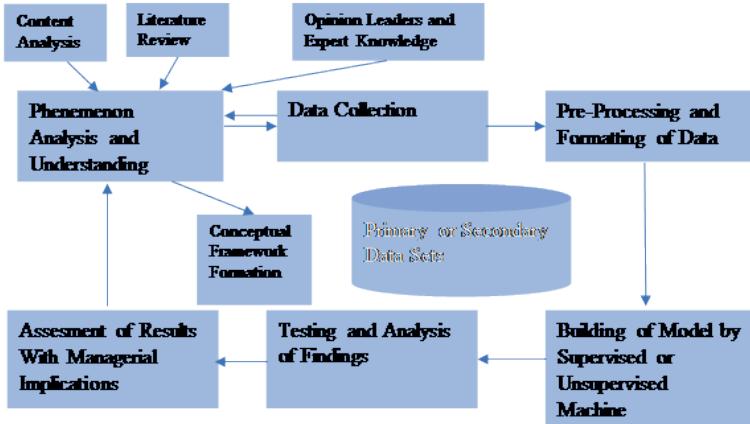 Content
Analysis
Literature
Review
Opinion Leaders and
Expert Knowledge
Phenemenon
Analysis and
Understanding
Data Collection
Pre-Processing and
Formatting of Data
Conceptual
Framework
Formation
Primary or Secondary
Data Sets
Assesment of Results
With Managerial
Implications
Testing and Analysis
of Findings
Building of Model by
Supervised or
Unsupervised
Machine